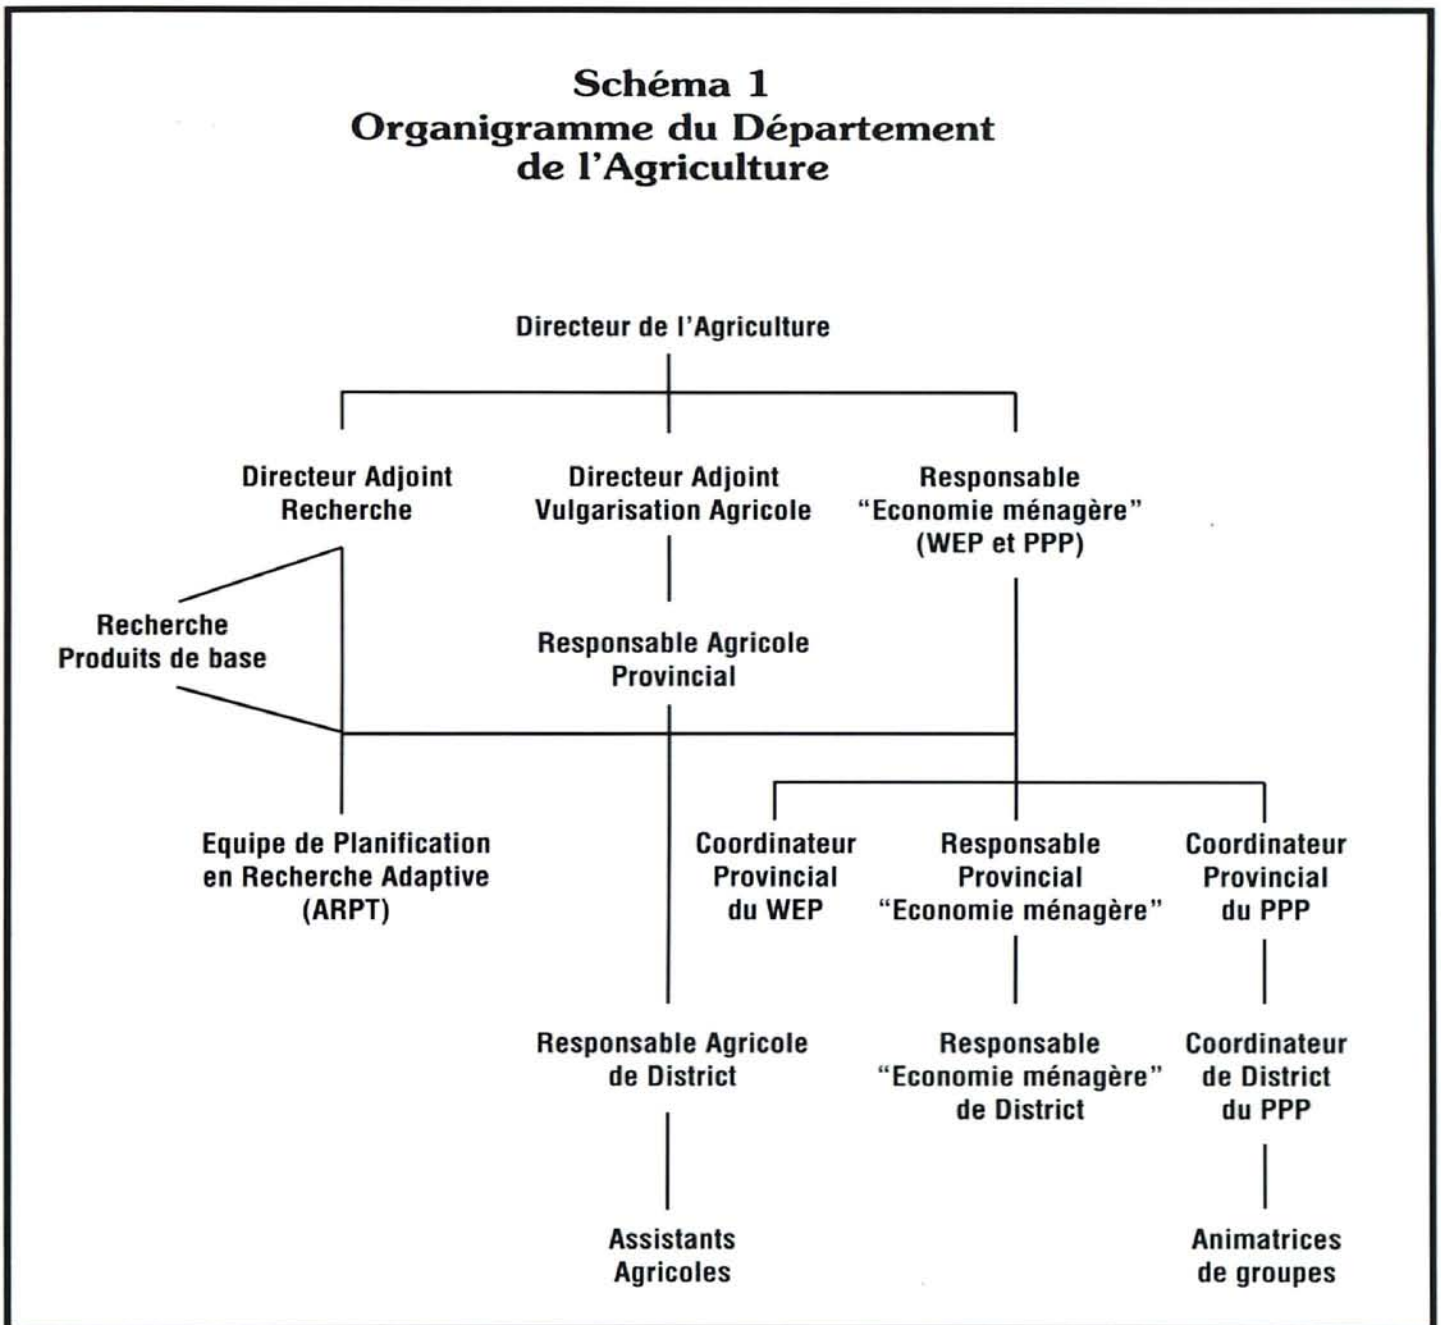 Schéma 1
Organigramme du Département
de l'Agriculture
Directeur de l'Agriculture
Directeur Adjoint
Recherche
Directeur Adjoint
Vulgarisation Agricole
Responsable
“Economie ménagère”
(WEP et PPP)
Recherche
Produits de base
Responsable Agricole
Provincial
Equipe de Planification
en Recherche Adaptive
(ARPT)
Coordinateur
Provincial
du WEP
Responsable
Provincial
“Economie ménagère”
Coordinateur
Provincial
du PPP
Responsable Agricole
de District
Responsable
“Economie ménagère”
de District
Coordinateur
de District
du PPP
Assistants
Agricoles
Animatrices
de groupes